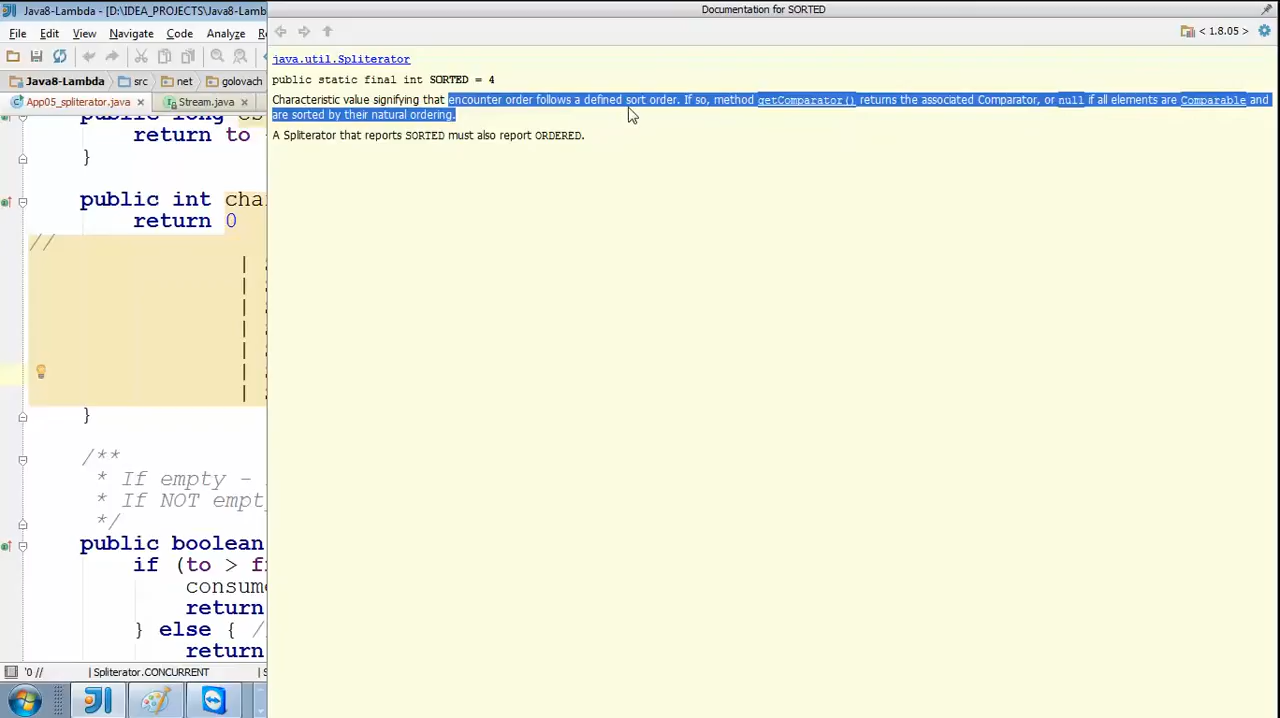 Java8-Lambda - [D:\IDEA_PROJECTS\Java8-Lamb
Documentation for SORTED
File Edit View Navigate Code Analyze
< 1.8.05 >
java.util.Spliterator
Java8-Lambda src net golovach
public static final int SORTED = 4
App05_spliterator.java Stream.java
Characteristic value signifying that encounter order follows a defined sort order. If so, method getComparator() returns the associated Comparator, or null if all elements are Comparable and
are sorted by their natural ordering.
A Spliterator that reports SORTED must also report ORDERED.
public long es
return to
}
public int cha
return 0
//
|
|
|
|
|
|
|
}
/**
* If empty -
* If NOT empt
*/
public boolean
if (to > f
consume
return
} else { /
return
'0 // Spliterator.CONCURRENT